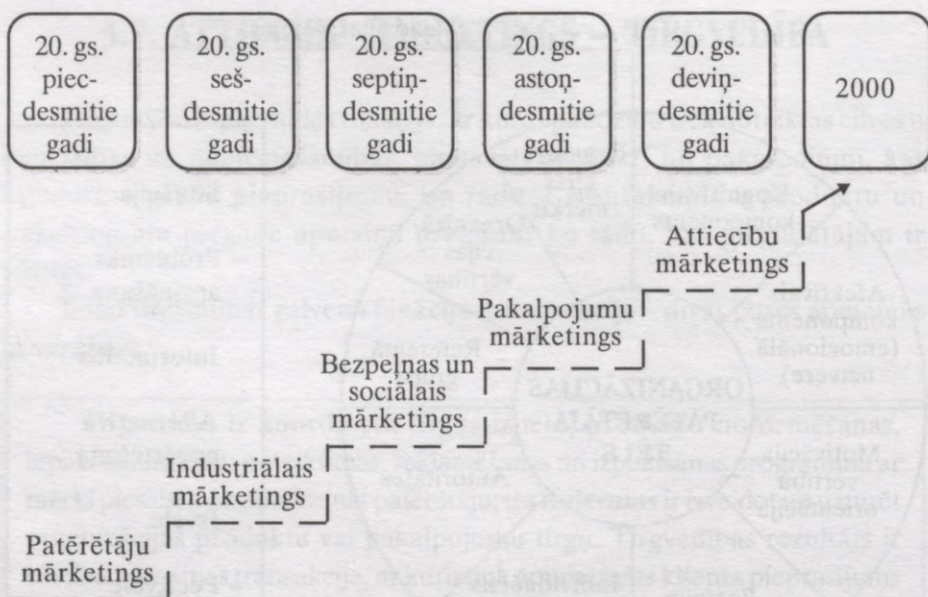 20. gs.
piec-
desmitie
gadi
20. gs.
seš-
desmitie
gadi
20. gs.
septiņ-
desmitie
gadi
20. gs.
astoņ-
desmitie
gadi
20. gs.
deviņ-
desmitie
gadi
2000
Attiecību
mārketings
Pakalpojumu
mārketings
Bezpeļņas un
sociālais
mārketings
Industriālais
mārketings
Patērētāju
mārketings